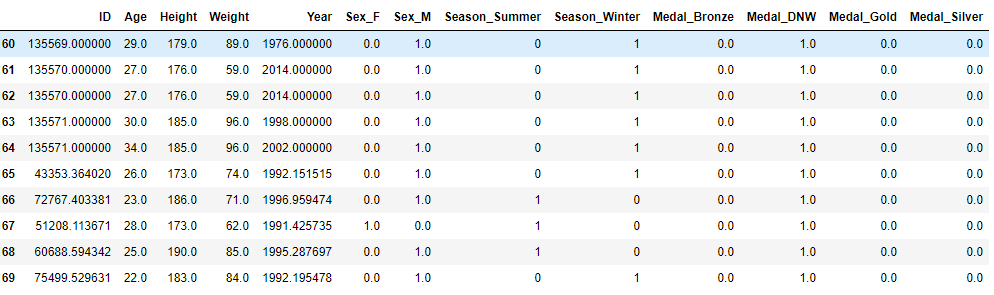 ID Age Height Weight Year Sex_F Sex_M Season_Summer Season_Winter Medal_Bronze Medal_DNW Medal_Gold Medal_Silver
60 135569.000000 29.0 179.0 89.0 1976.000000 0.0 1.0 0 1 0.0 1.0 0.0 0.0
61 135570.000000 27.0 176.0 59.0 2014.000000 0.0 1.0 0 1 0.0 1.0 0.0 0.0
62 135570.000000 27.0 176.0 59.0 2014.000000 0.0 1.0 0 1 0.0 1.0 0.0 0.0
63 135571.000000 30.0 185.0 96.0 1998.000000 0.0 1.0 0 1 0.0 1.0 0.0 0.0
64 135571.000000 34.0 185.0 96.0 2002.000000 0.0 1.0 0 1 0.0 1.0 0.0 0.0
65 43353.364020 26.0 173.0 74.0 1992.151515 0.0 1.0 0 1 0.0 1.0 0.0 0.0
66 72767.403381 23.0 186.0 71.0 1996.959474 0.0 1.0 1 0 0.0 1.0 0.0 0.0
67 51208.113671 28.0 173.0 62.0 1991.425735 1.0 0.0 1 0 0.0 1.0 0.0 0.0
68 60688.594342 25.0 190.0 85.0 1995.287697 0.0 1.0 1 0 0.0 1.0 0.0 0.0
69 75499.529631 22.0 183.0 84.0 1992.195478 0.0 1.0 0 1 0.0 1.0 0.0 0.0